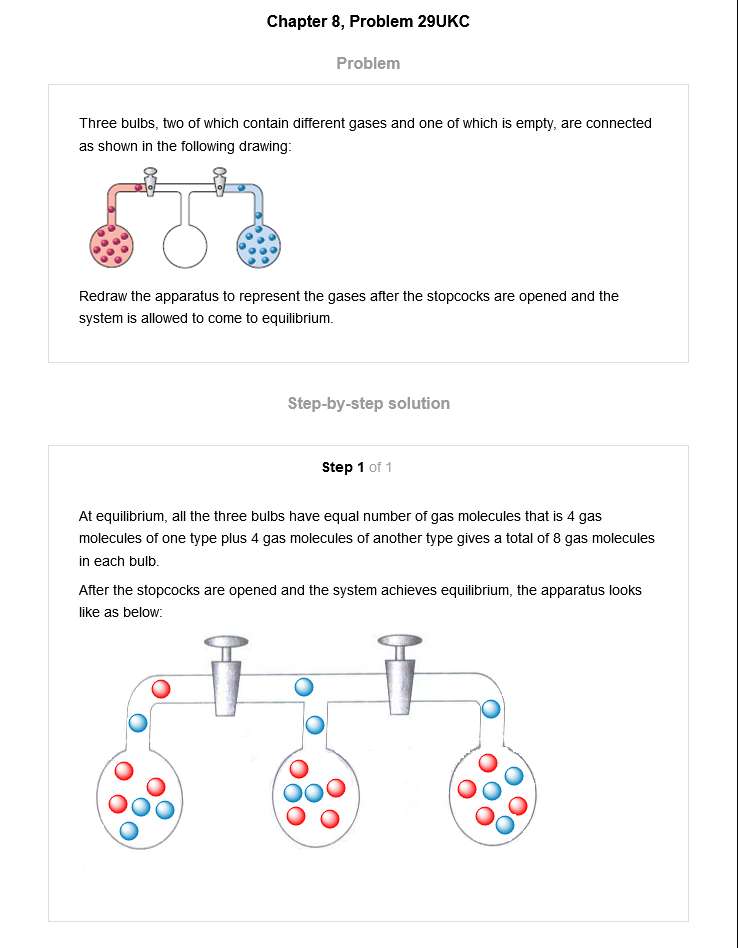 Chapter 8, Problem 29UKC
Problem
Three bulbs, two of which contain different gases and one of which is empty, are connected
as shown in the following drawing:
Redraw the apparatus to represent the gases after the stopcocks are opened and the
system is allowed to come to equilibrium.
Step-by-step solution
Step 1 of 1
At equilibrium, all the three bulbs have equal number of gas molecules that is 4 gas
molecules of one type plus 4 gas molecules of another type gives a total of 8 gas molecules
in each bulb.
After the stopcocks are opened and the system achieves equilibrium, the apparatus looks
like as below: